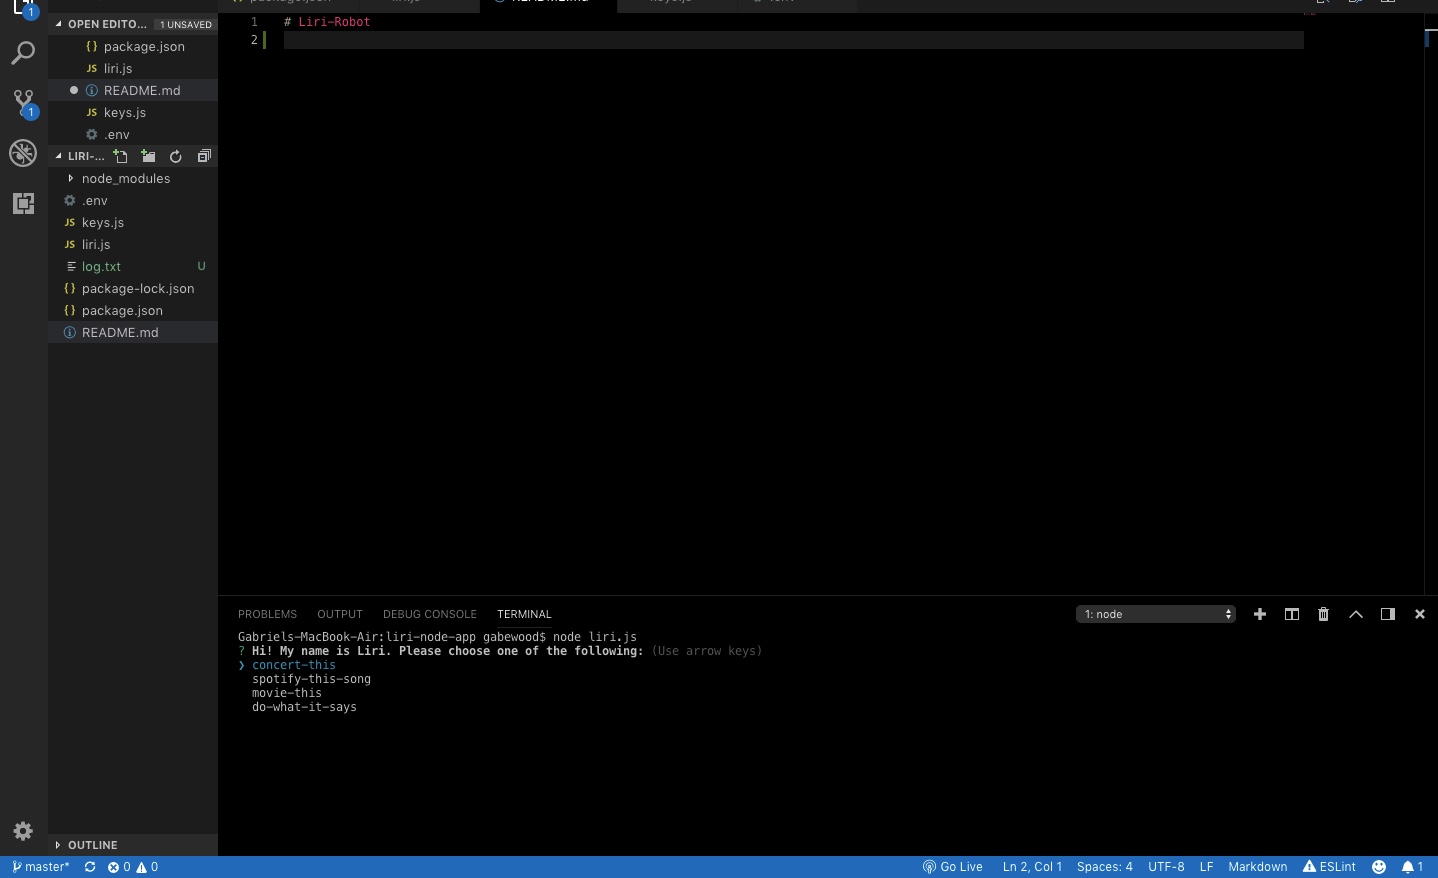 1
OPEN EDITO... 1 UNSAVED
{} package.json
JS liri.js
README.md
JS keys.js
.env
1
LIRI-...
node_modules
.env
JS keys.js
JS liri.js
log.txt U
{} package-lock.json
{} package.json
README.md
OUTLINE
README.md
1 # Liri-Robot
2
PROBLEMS OUTPUT DEBUG CONSOLE TERMINAL 1: node
Gabriels-MacBook-Air:liri-node-app gabewood$ node liri.js
? Hi! My name is Liri. Please choose one of the following: (Use arrow keys)
❯ concert-this
spotify-this-song
movie-this
do-what-it-says
master* 0 0 Go Live Ln 2, Col 1 Spaces: 4 UTF-8 LF Markdown ESLint 1